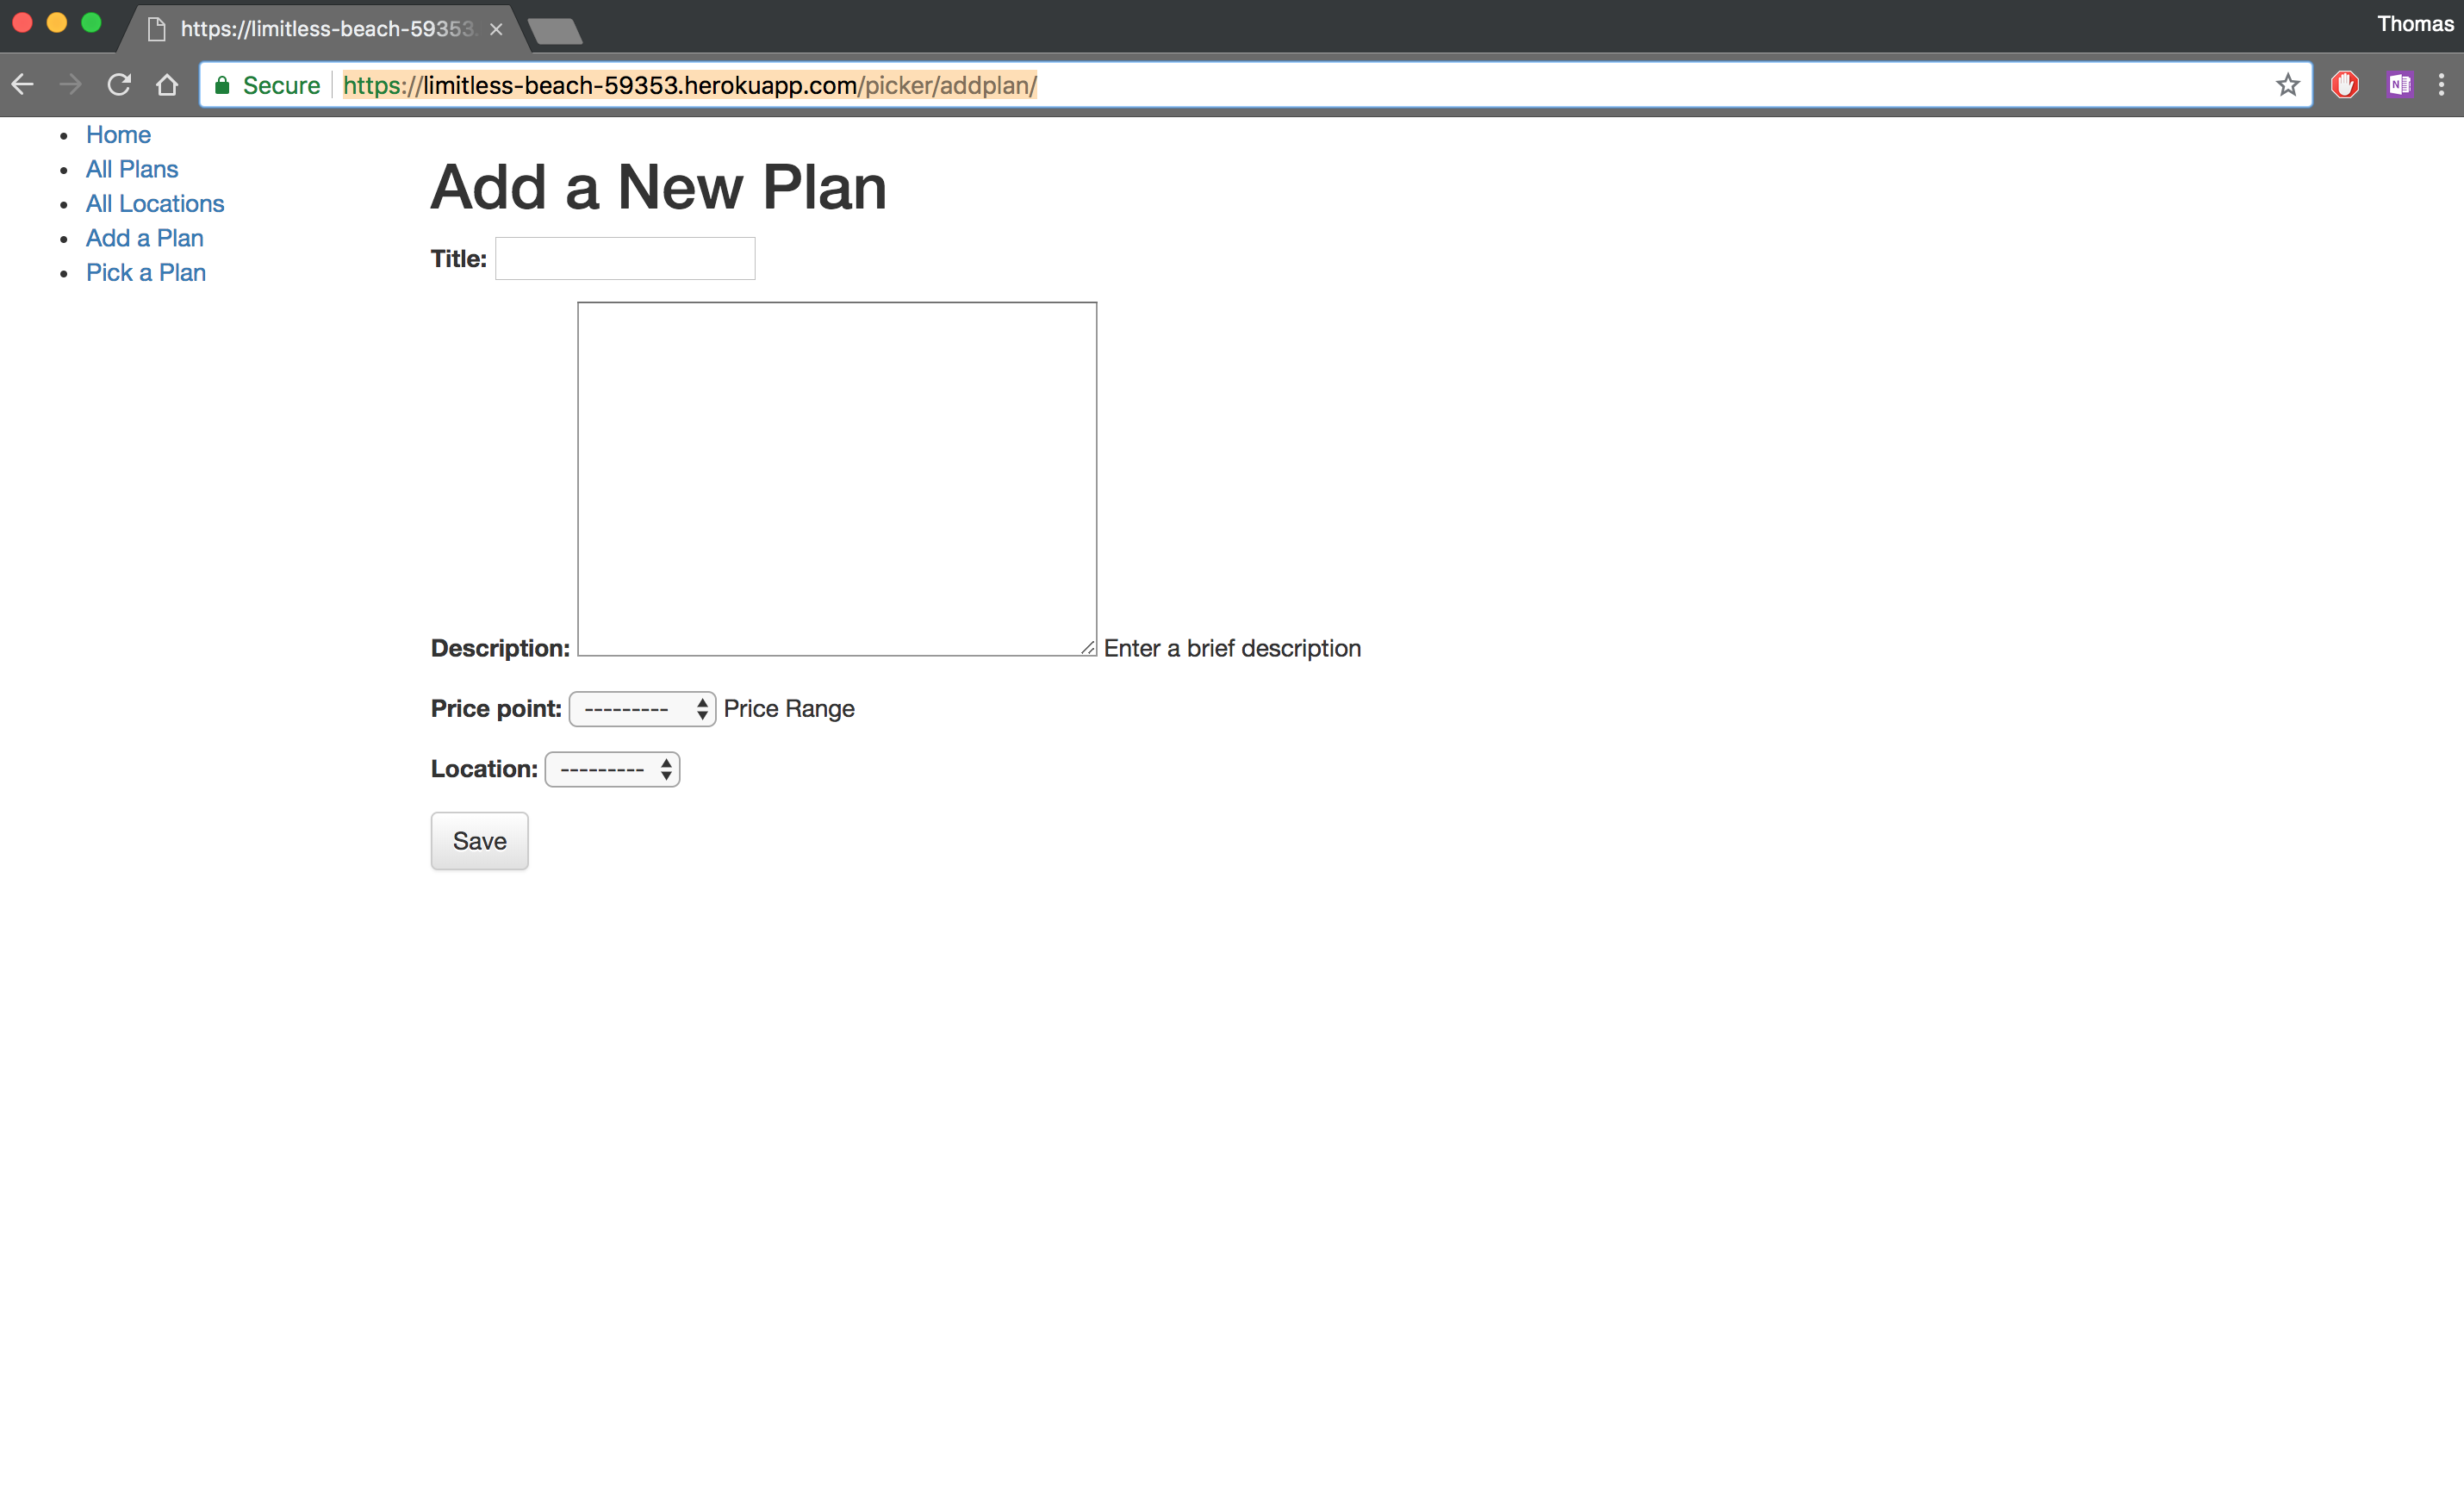 https://limitless-beach-59353.
Thomas
Secure https://limitless-beach-59353.herokuapp.com/picker/addplan/
Home
All Plans
All Locations
Add a Plan
Pick a Plan
Add a New Plan
Title:
Description: Enter a brief description
Price point: --------- Price Range
Location: ---------
Save